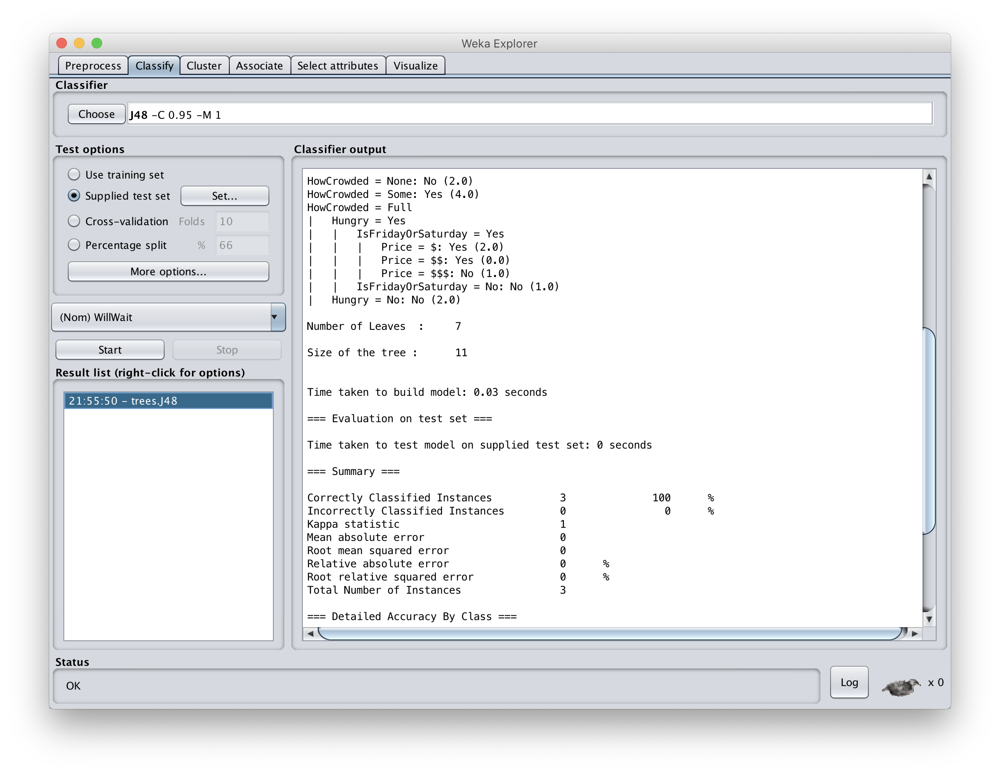 Weka Explorer
Preprocess Classify Cluster Associate Select attributes Visualize
Classifier
Choose J48 -C 0.95 -M 1
Test options
Use training set
Supplied test set Set...
Cross-validation Folds 10
Percentage split % 66
More options...
(Nom) WillWait
Start Stop
Result list (right-click for options)
21:55:50 - trees.J48
Classifier output
HowCrowded = None: No (2.0)
HowCrowded = Some: Yes (4.0)
HowCrowded = Full
|   Hungry = Yes
|   |   IsFridayOrSaturday = Yes
|   |   |   Price = $: Yes (2.0)
|   |   |   Price = $$: Yes (0.0)
|   |   |   Price = $$$: No (1.0)
|   |   IsFridayOrSaturday = No: No (1.0)
|   Hungry = No: No (2.0)
Number of Leaves  :     7
Size of the tree :      11
Time taken to build model: 0.03 seconds
=== Evaluation on test set ===
Time taken to test model on supplied test set: 0 seconds
=== Summary ===
Correctly Classified Instances 3 100 %
Incorrectly Classified Instances 0 0 %
Kappa statistic 1
Mean absolute error 0
Root mean squared error 0
Relative absolute error 0 %
Root relative squared error 0 %
Total Number of Instances 3
=== Detailed Accuracy By Class ===
Status
OK
Log x 0